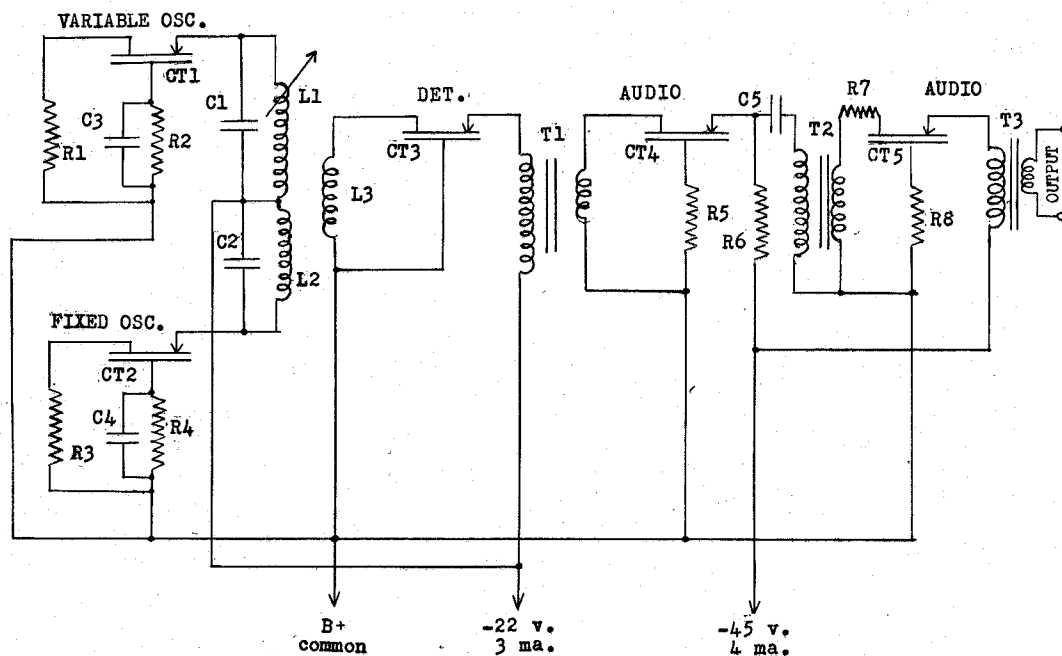 VARIABLE OSC.
CT1
C3
R1
R2
C1
L1
DET.
CT3
L3
T1
AUDIO
CT4
R5
R6
C5
T2
R7
AUDIO
CT5
R8
T3
OUTPUT
C2
L2
FIXED OSC.
CT2
C4
R3
R4
B+
common
-22 v.
3 ma.
-45 v.
4 ma.